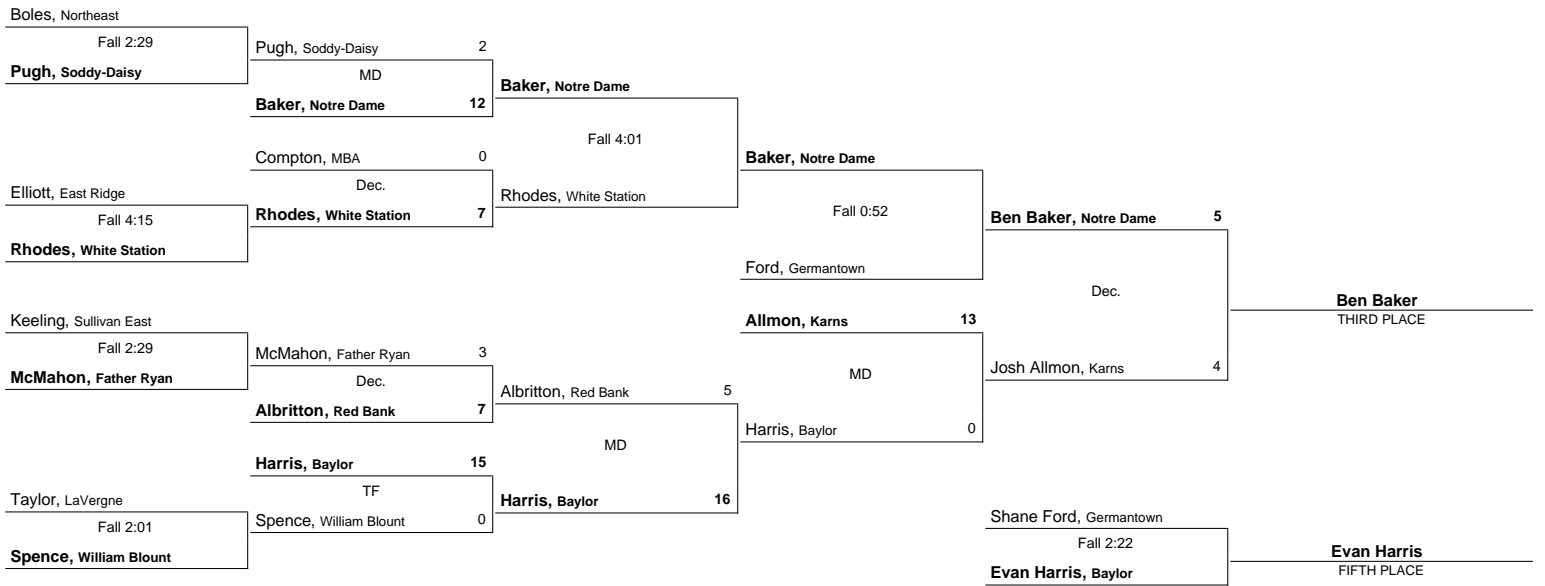 Boles, Northeast
Fall 2:29
Pugh, Soddy-Daisy
Elliott, East Ridge
Fall 4:15
Rhodes, White Station
Keeling, Sullivan East
Fall 2:29
McMahon, Father Ryan
Taylor, LaVergne
Fall 2:01
Spence, William Blount
Pugh, Soddy-Daisy 2
MD
Baker, Notre Dame 12
Compton, MBA 0
Dec.
Rhodes, White Station 7
McMahon, Father Ryan 3
Dec.
Albritton, Red Bank 7
Harris, Baylor 15
TF
Spence, William Blount 0
Baker, Notre Dame
Fall 4:01
Rhodes, White Station
Albritton, Red Bank 5
MD
Harris, Baylor 16
Baker, Notre Dame
Fall 0:52
Ford, Germantown
Allmon, Karns 13
MD
Harris, Baylor 0
Ben Baker, Notre Dame 5
Dec.
Josh Allmon, Karns 4
Shane Ford, Germantown
Fall 2:22
Evan Harris, Baylor
Ben Baker
THIRD PLACE
Evan Harris
FIFTH PLACE